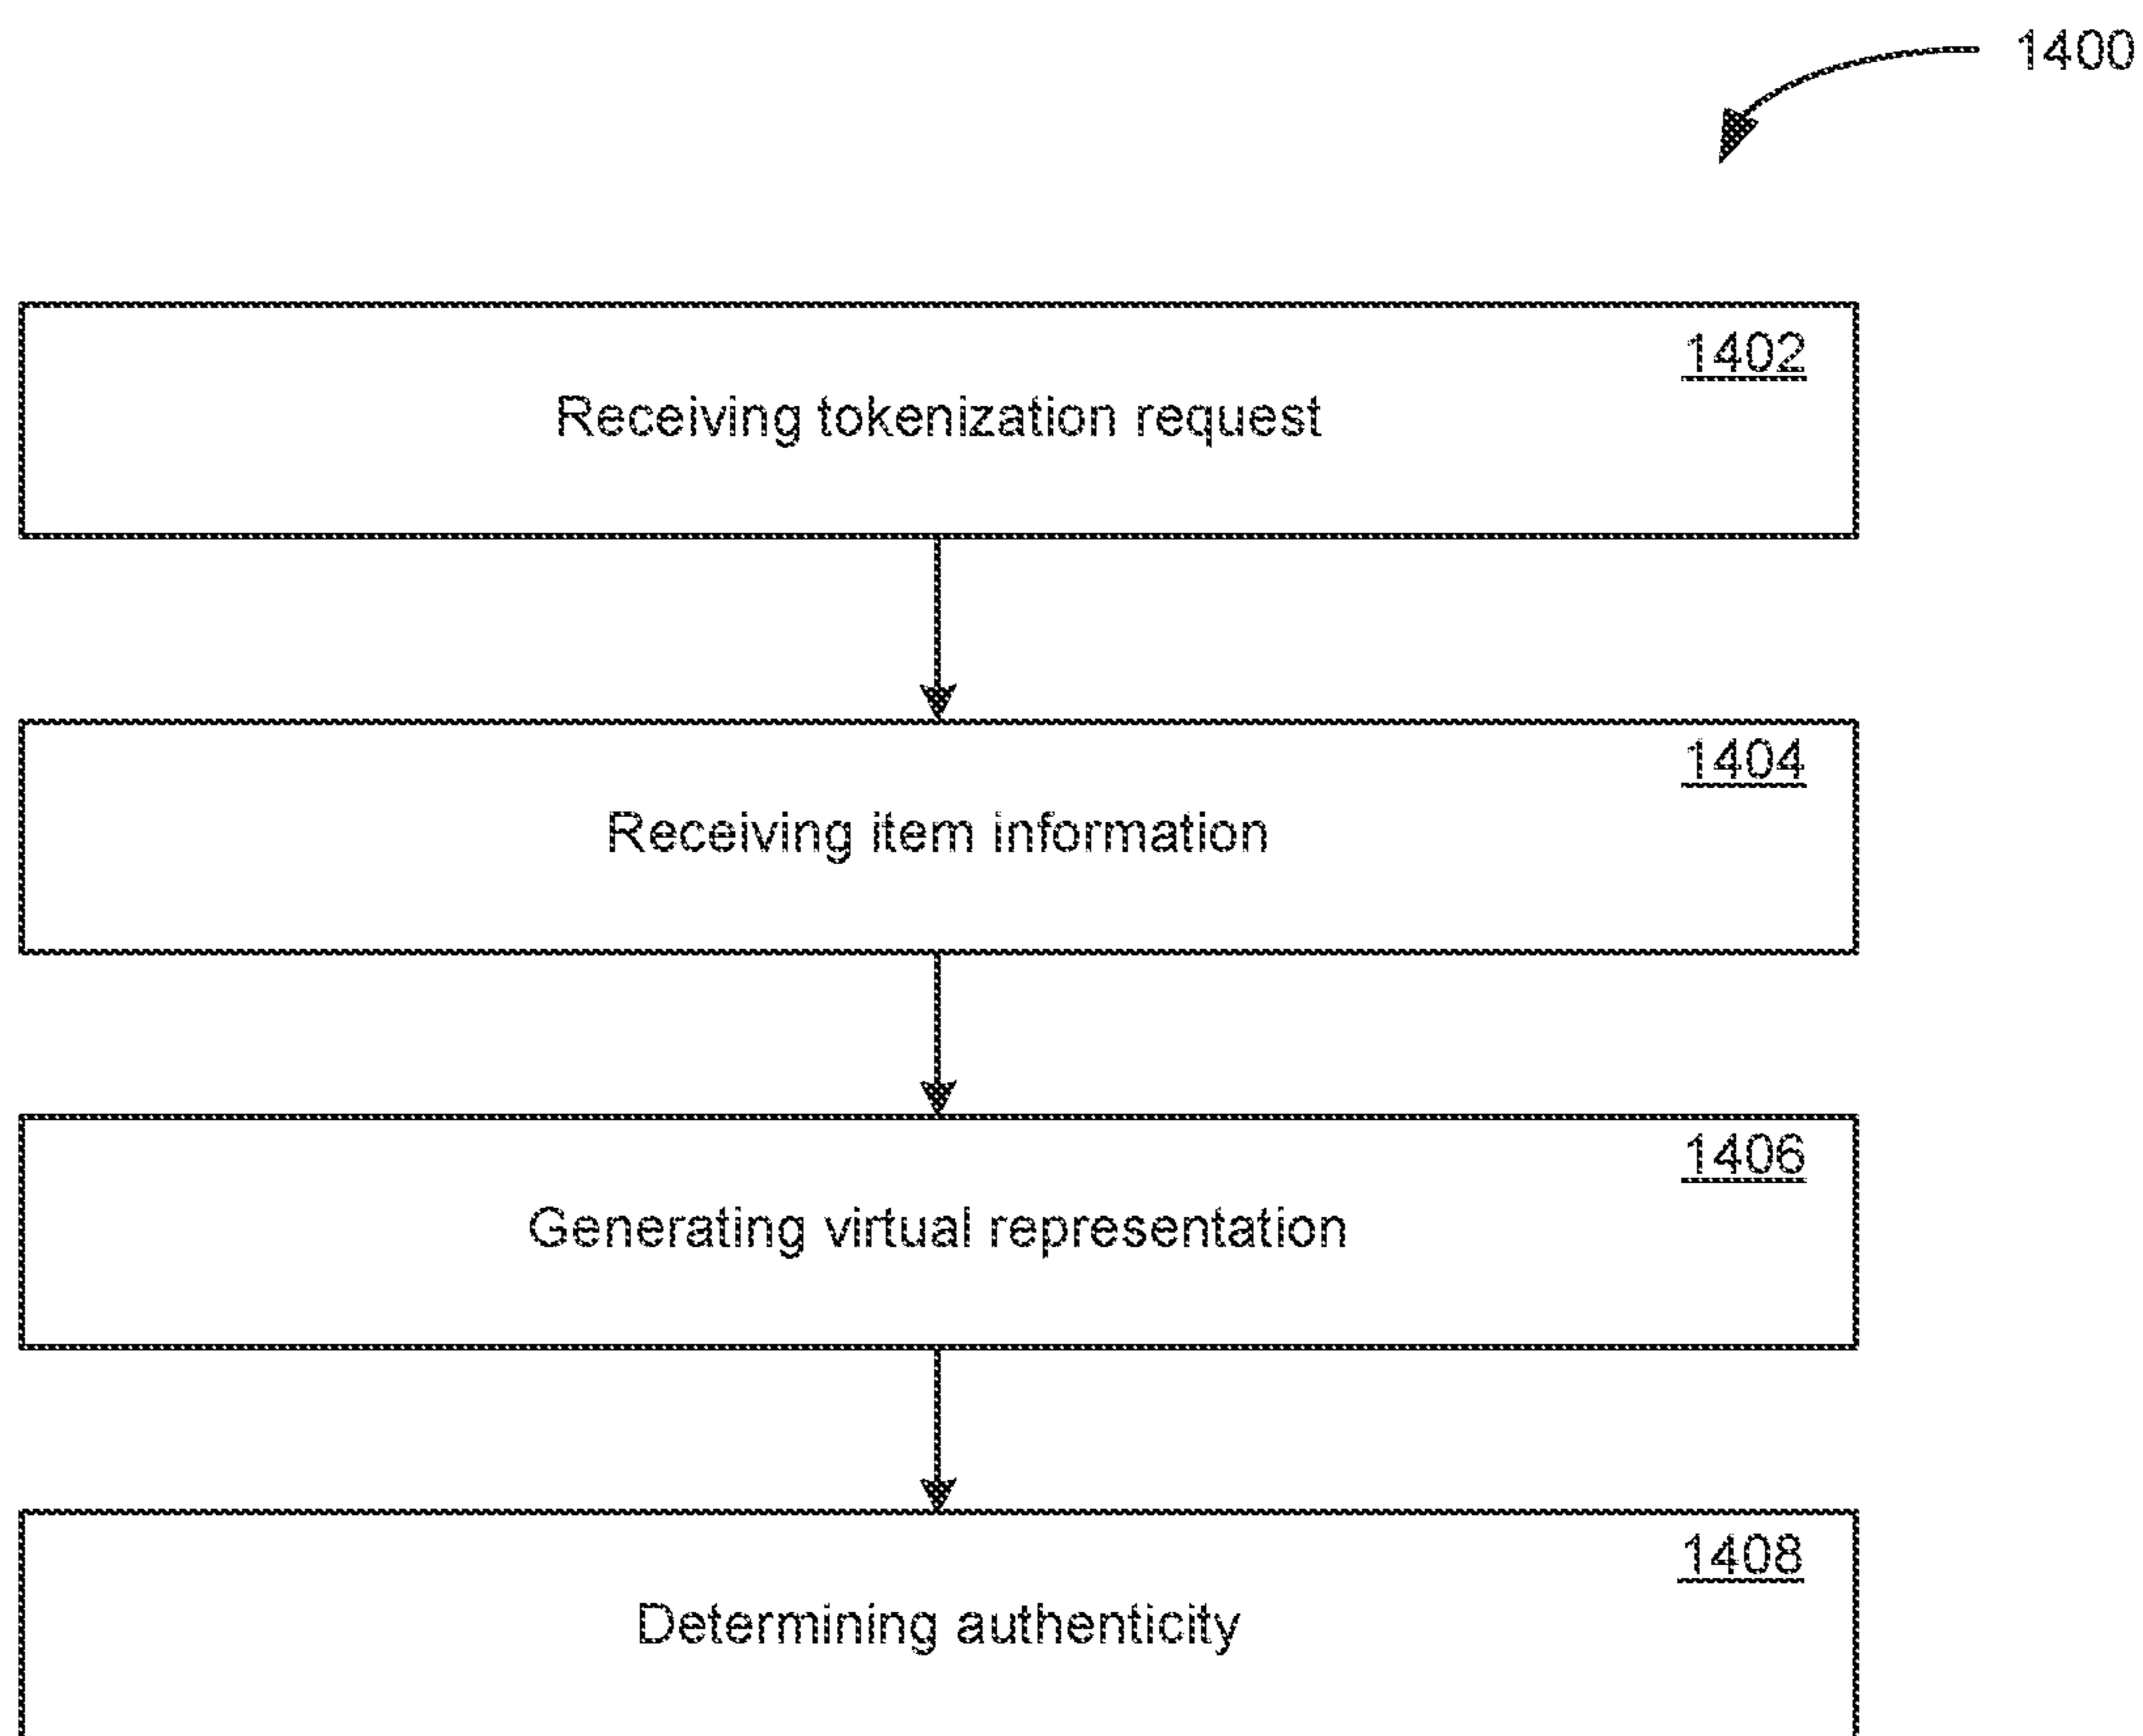 1400
1402
Receiving tokenization request
1404
Receiving item information
1406
Generating virtual representation
1408
Determining authenticity